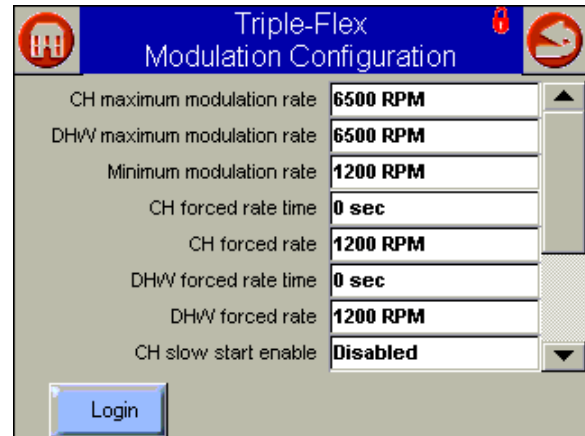 Triple-Flex
Modulation Configuration
CH maximum modulation rate 6500 RPM
DHW maximum modulation rate 6500 RPM
Minimum modulation rate 1200 RPM
CH forced rate time 0 sec
CH forced rate 1200 RPM
DHW forced rate time 0 sec
DHW forced rate 1200 RPM
CH slow start enable Disabled
Login